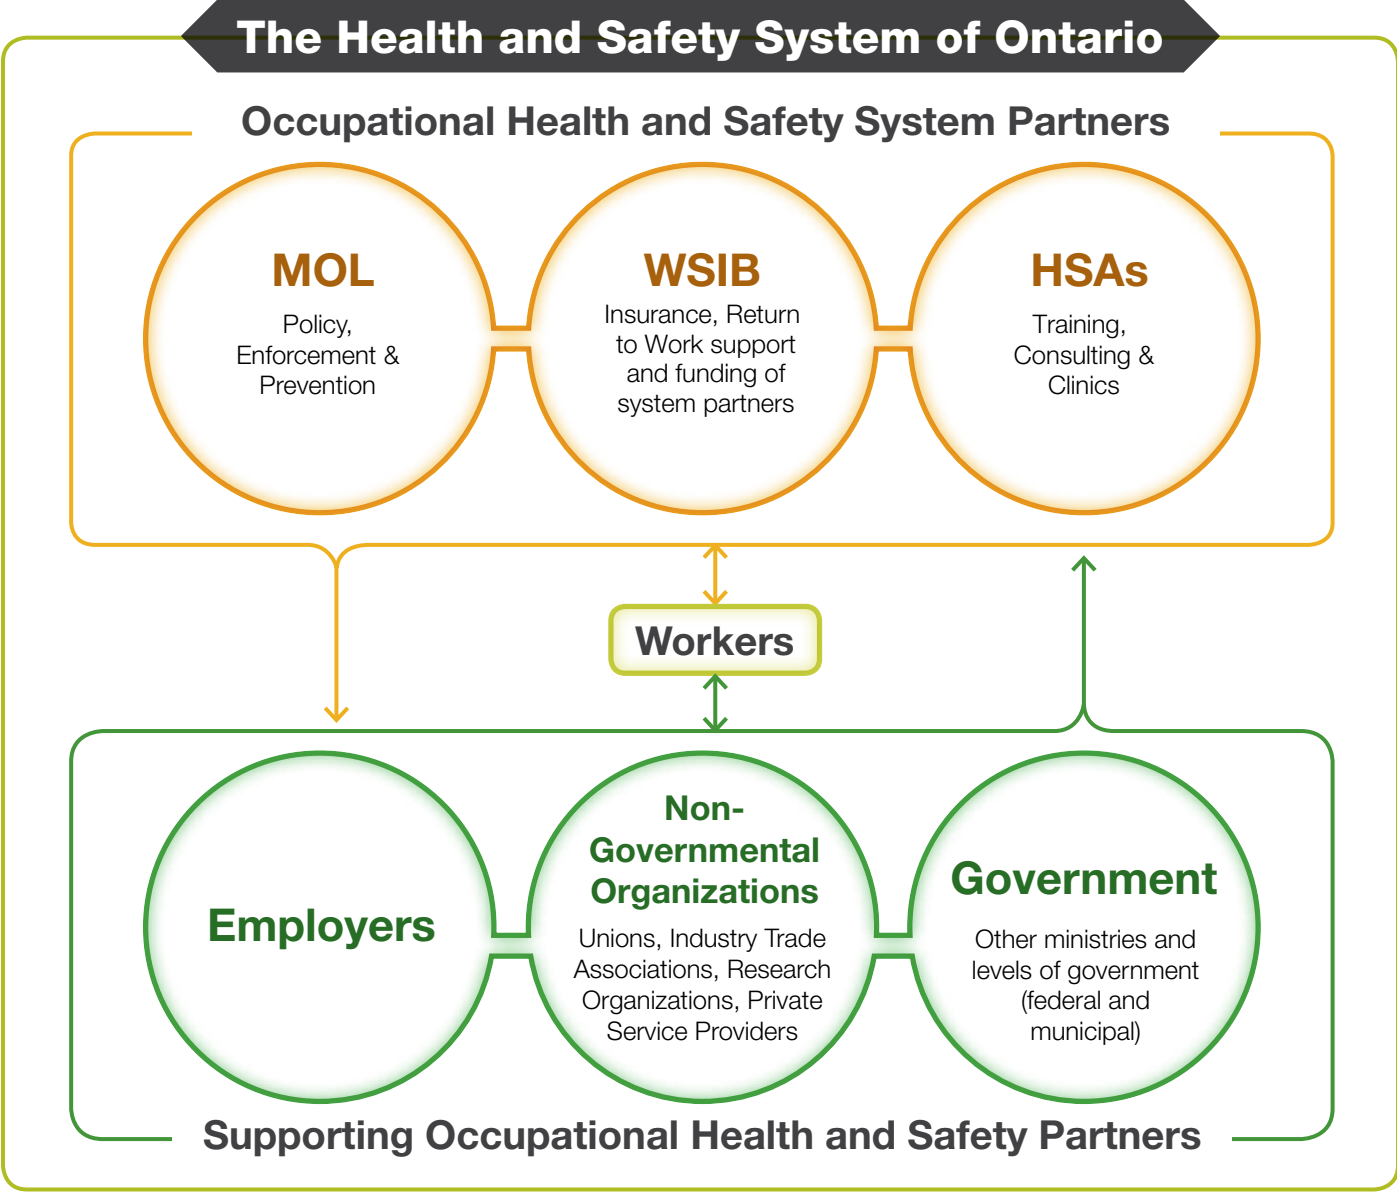 The Health and Safety System of Ontario
Occupational Health and Safety System Partners
MOL
Policy,
Enforcement &
Prevention
WSIB
Insurance, Return
to Work support
and funding of
system partners
HSAs
Training,
Consulting &
Clinics
Workers
Employers
Non-
Governmental
Organizations
Unions, Industry Trade
Associations, Research
Organizations, Private
Service Providers
Government
Other ministries and
levels of government
(federal and
municipal)
Supporting Occupational Health and Safety Partners